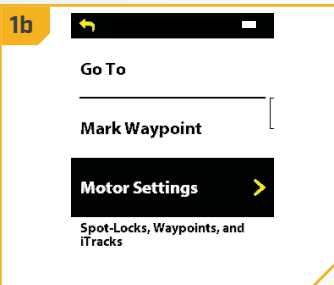 1b
Go To
Mark Waypoint
Motor Settings
Spot-Locks, Waypoints, and
iTracks